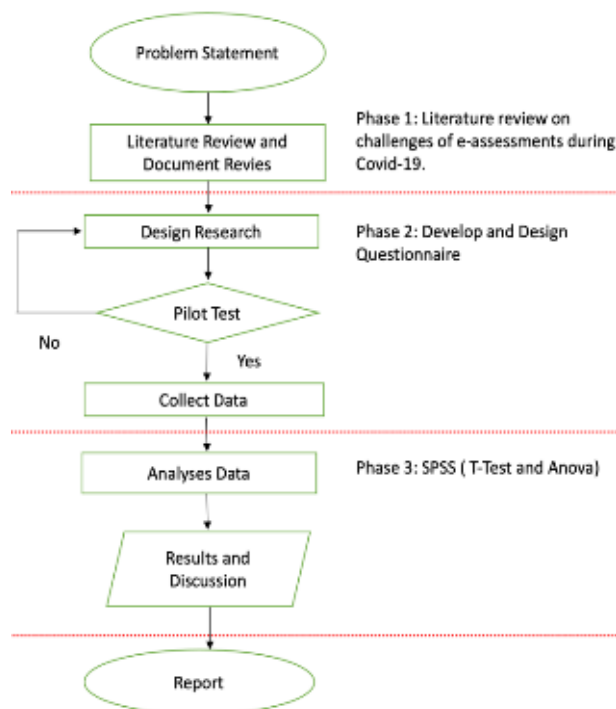 Problem Statement
Phase 1: Literature review on
challenges of e-assessments during
Covid-19.
Literature Review and
Document Revies
Design Research
Phase 2: Develop and Design
Questionnaire
Pilot Test
No
Yes
Collect Data
Analyses Data
Phase 3: SPSS ( T-Test and Anova)
Results and
Discussion
Report